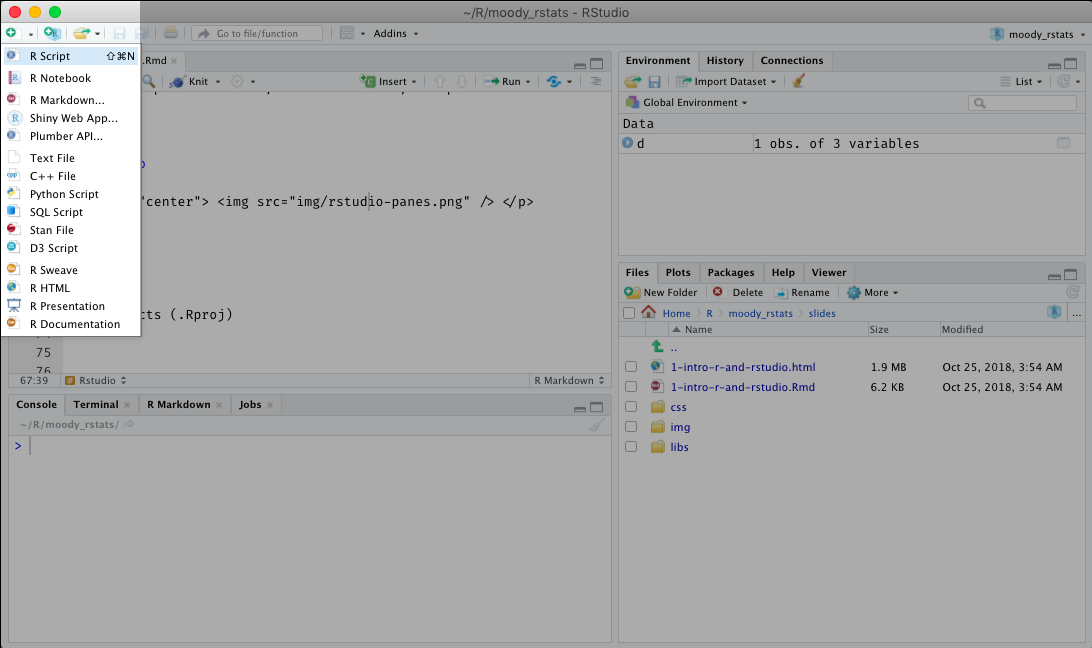 ~/R/moody_rstats - RStudio
Go to file/function
Addins
moody_rstats
R Script ⇧⌘N
R Notebook
R Markdown...
Shiny Web App...
Plumber API...
Text File
C++ File
Python Script
SQL Script
Stan File
D3 Script
R Sweave
R HTML
R Presentation
R Documentation
.Rmd
Knit
Insert
Run
"center"> <img src="img/rstudio-panes.png" /> </p>
cts (.Rproj)
75
76
67:39 Rstudio
R Markdown
Console Terminal R Markdown Jobs
~/R/moody_rstats/
>
Environment History Connections
Import Dataset
List
Global Environment
Data
d 1 obs. of 3 variables
Files Plots Packages Help Viewer
New Folder Delete Rename More
Home R moody_rstats slides
...
Name Size Modified
..
1-intro-r-and-rstudio.html 1.9 MB Oct 25, 2018, 3:54 AM
1-intro-r-and-rstudio.Rmd 6.2 KB Oct 25, 2018, 3:54 AM
css
img
libs